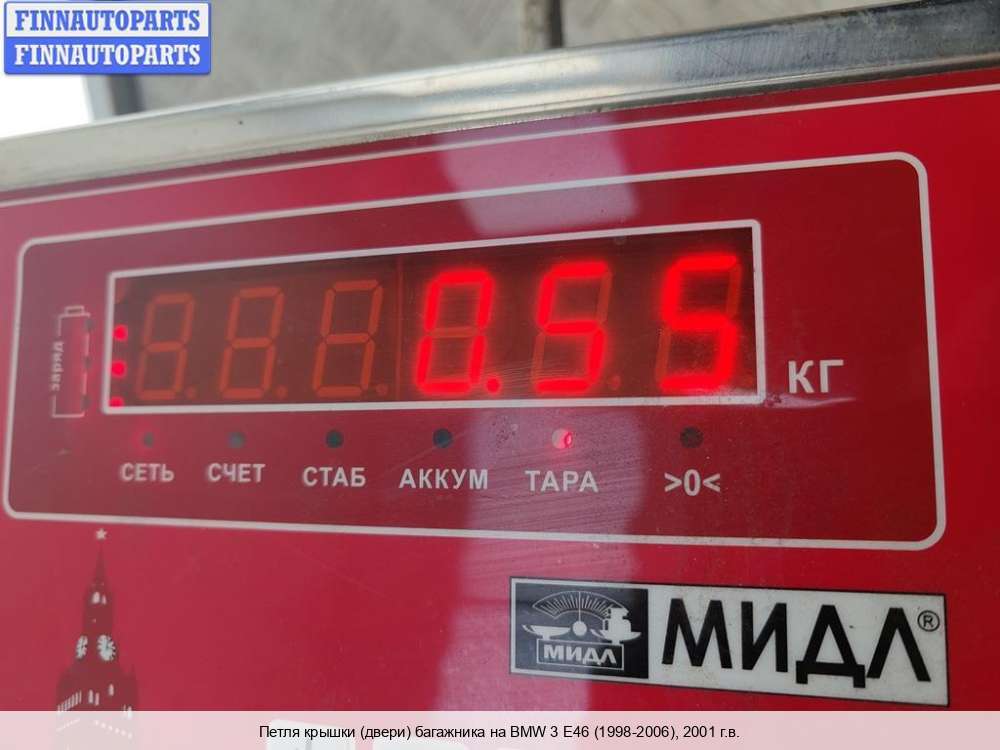 FINNAUTOPARTS
FINNAUTOPARTS
заряд
0.55
КГ
СЕТЬ СЧЕТ СТАБ АККУМ ТАРА >0<
МИДЛ
МИДЛ®
Петля крышки (двери) багажника на BMW 3 E46 (1998-2006), 2001 г.в.